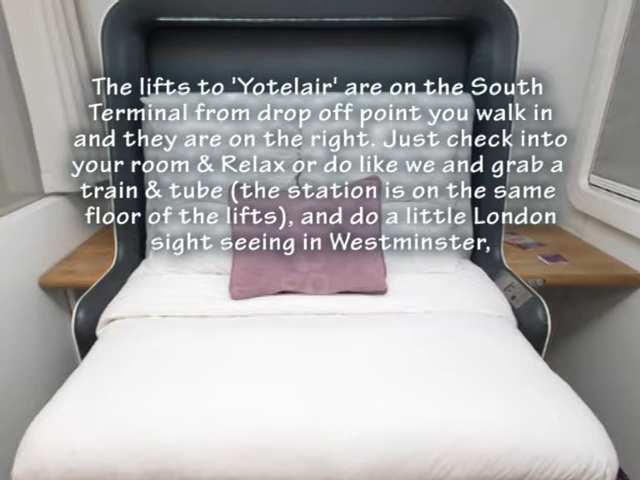 The lifts to 'Yotelair' are on the South
Terminal from drop off point you walk in
and they are on the right. Just check into
your room & Relax or do like we and grab a
train & tube (the station is on the same
floor of the lifts), and do a little London
sight seeing in Westminster,